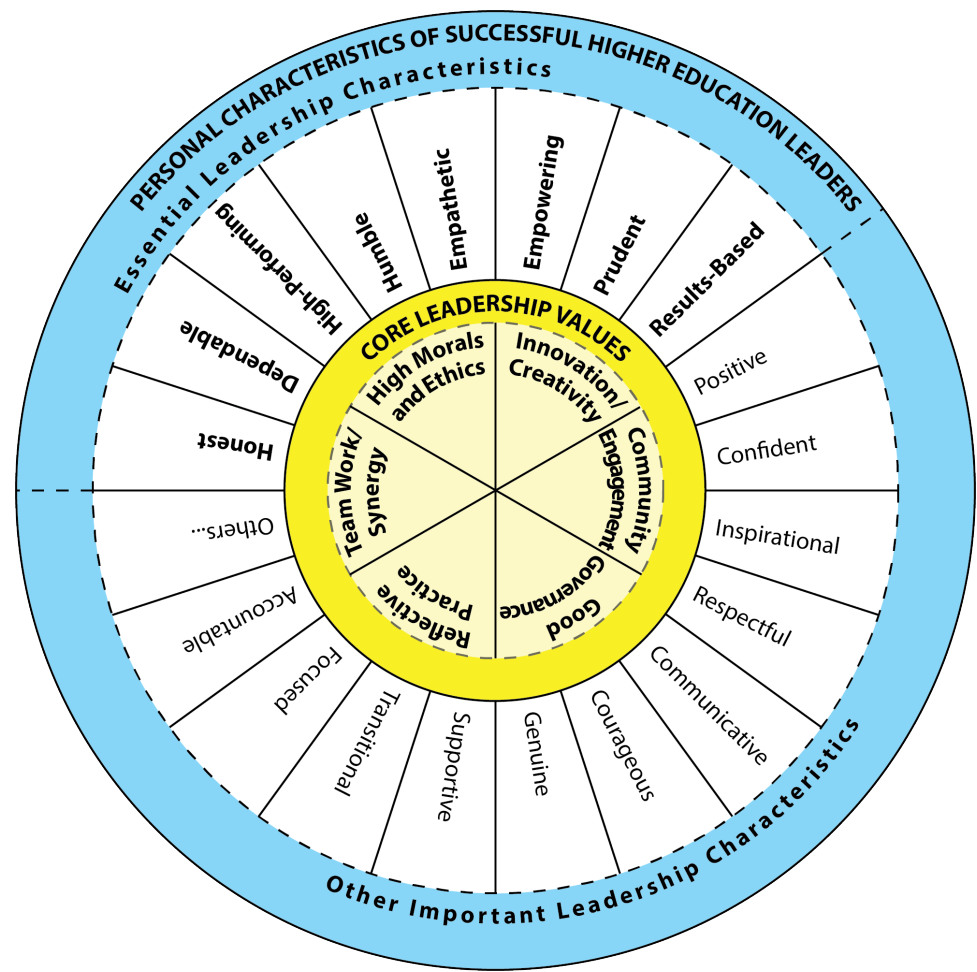 PERSONAL CHARACTERISTICS OF SUCCESSFUL HIGHER EDUCATION LEADERS
Essential Leadership Characteristics
Honest
Dependable
High-Performing
Humble
Empathetic
Empowering
Prudent
Results-Based
Positive
Confident
Inspirational
Respectful
Communicative
Courageous
Genuine
Supportive
Transitional
Focused
Accountable
Others...
Other Important Leadership Characteristics
CORE LEADERSHIP VALUES
High Morals
and Ethics
Innovation/
Creativity
Community
Engagement
Good
Governance
Reflective
Practice
Team Work/
Synergy